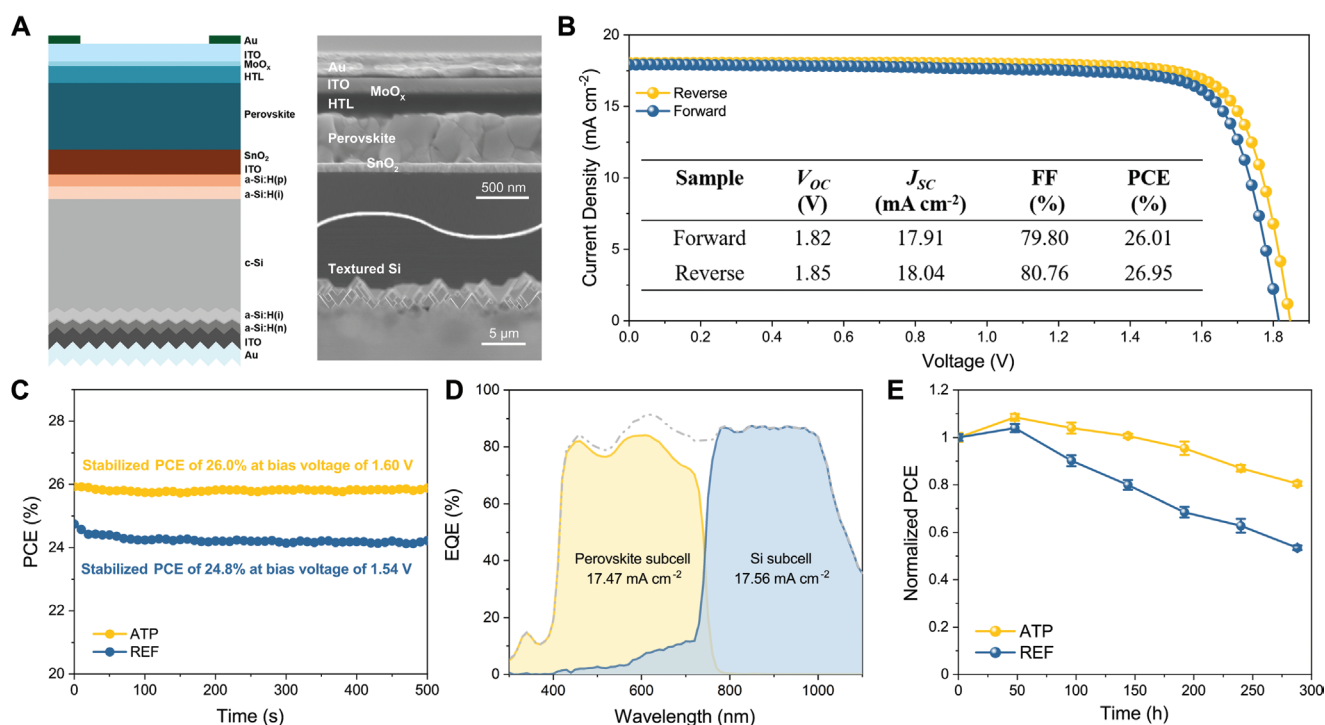 A
Au
ITO
MoOx
HTL
Perovskite
SnO2
ITO
a-Si:H(p)
a-Si:H(i)
c-Si
a-Si:H(i)
a-Si:H(n)
ITO
Au
Au
ITO
MoOX
HTL
Perovskite
SnO2
500 nm
Textured Si
5 µm
B
Current Density (mA cm-2)
20
15
10
5
0
Reverse
Forward
Sample VOC (V) JSC (mA cm-2) FF (%) PCE (%)
Forward 1.82 17.91 79.80 26.01
Reverse 1.85 18.04 80.76 26.95
0.0 0.2 0.4 0.6 0.8 1.0 1.2 1.4 1.6 1.8
Voltage (V)
C
PCE (%)
28
26
24
22
20
Stabilized PCE of 26.0% at bias voltage of 1.60 V
Stabilized PCE of 24.8% at bias voltage of 1.54 V
ATP
REF
0 100 200 300 400 500
Time (s)
D
EQE (%)
100
80
60
40
20
0
Perovskite subcell
17.47 mA cm-2
Si subcell
17.56 mA cm-2
400 600 800 1000
Wavelength (nm)
E
Normalized PCE
1.2
1
0.8
0.6
0.4
0.2
0
ATP
REF
0 50 100 150 200 250 300
Time (h)